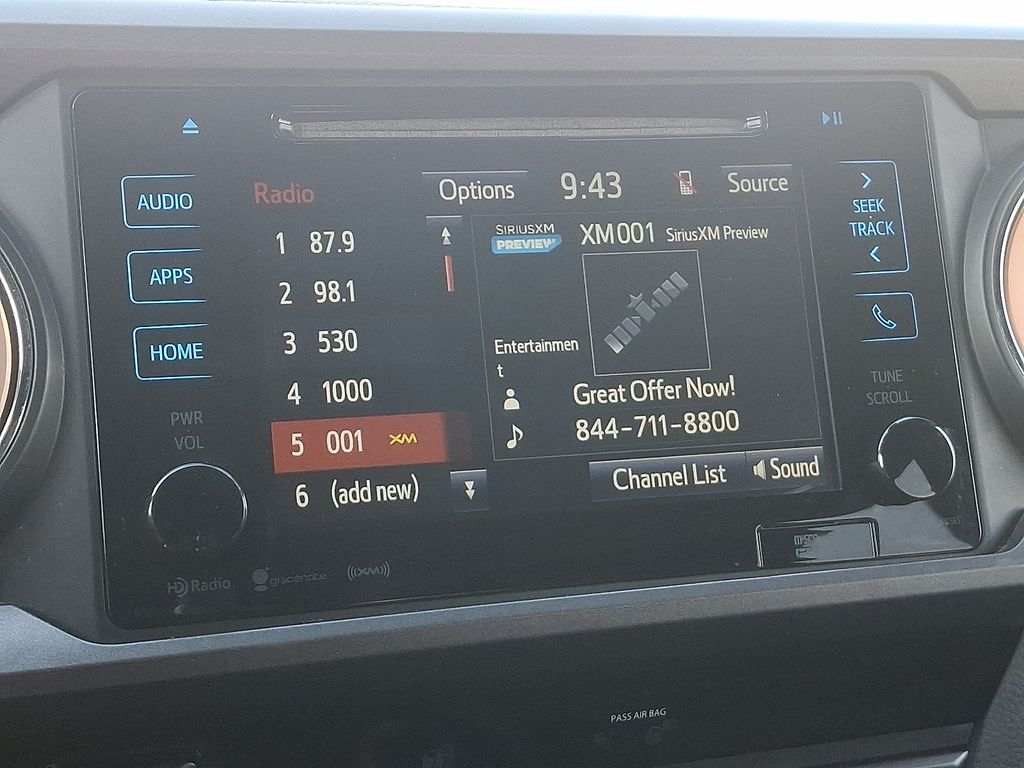 AUDIO
APPS
HOME
PWR
VOL
Radio
Options
9:43
Source
1 87.9
2 98.1
3 530
4 1000
5 001 XM
6 (add new)
SIRIUSXM
PREVIEW
XM001 SiriusXM Preview
Entertainmen
t
Great Offer Now!
844-711-8800
Channel List
Sound
SEEK
TRACK
TUNE
SCROLL
HD Radio
gracenote
((XM))
micro
PASS AIR BAG